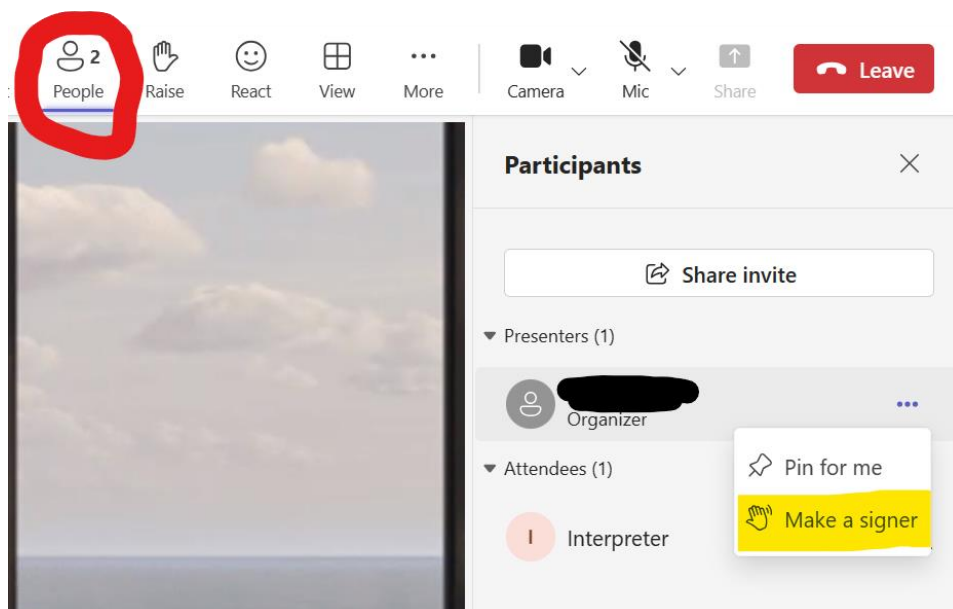 2
People
Raise
React
View
More
Camera
Mic
Share
Leave
Participants
Share invite
Presenters (1)
Organizer
Pin for me
Attendees (1)
Make a signer
I
Interpreter